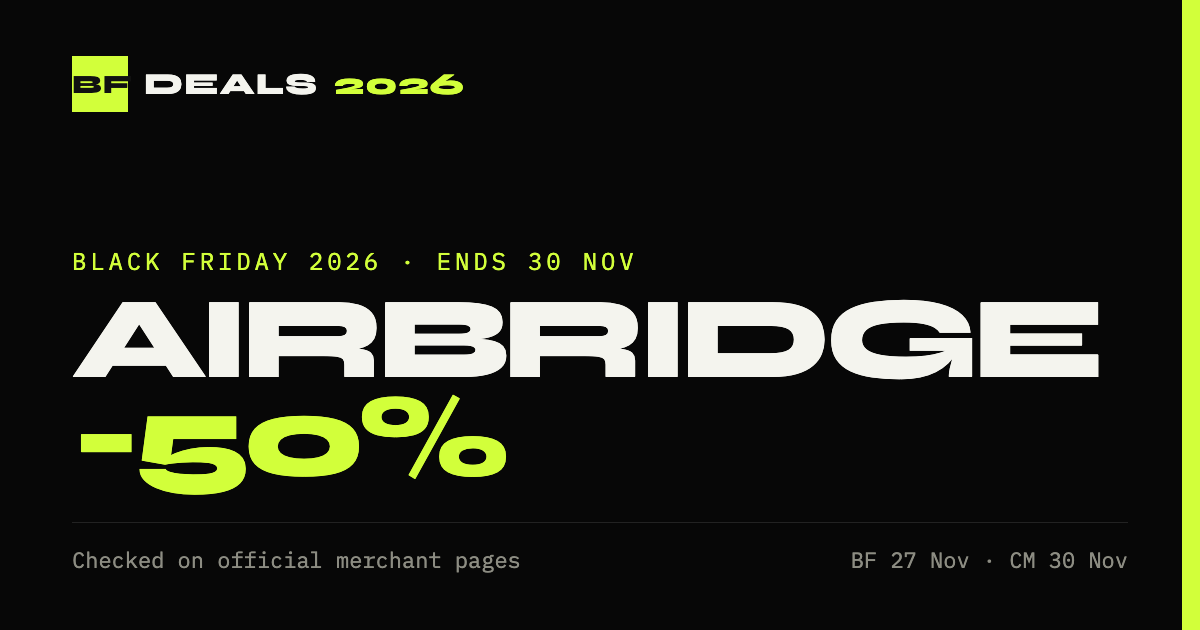 BF DEALS 2026
BLACK FRIDAY 2026 · ENDS 30 NOV
AIRBRIDGE
-50%
Checked on official merchant pages
BF 27 Nov · CM 30 Nov